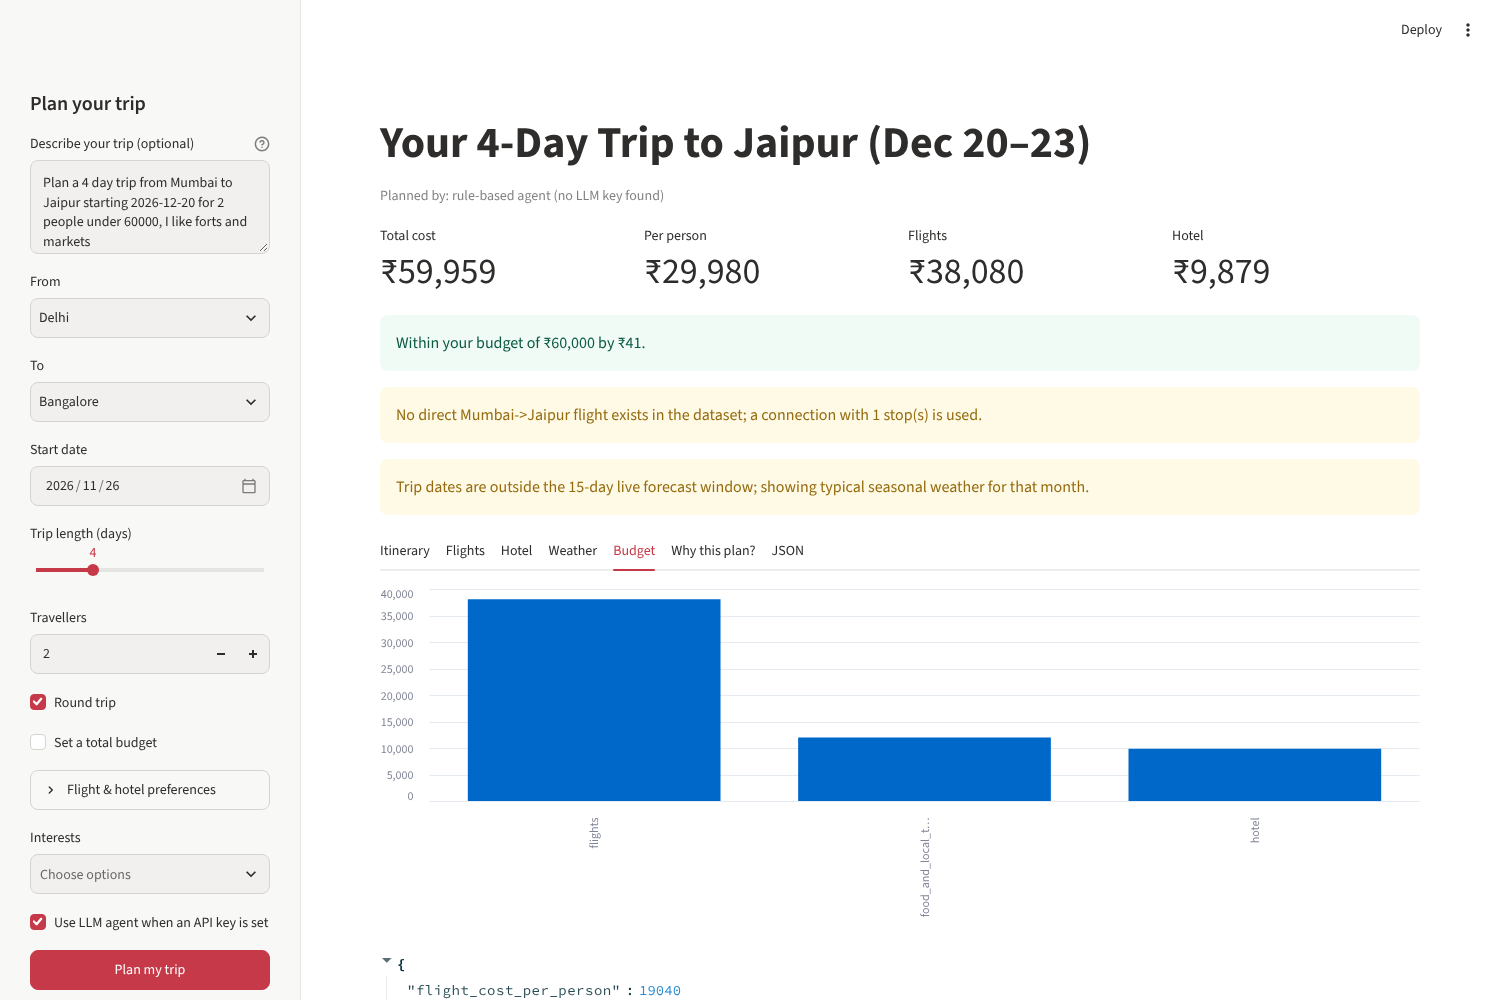 Deploy
Plan your trip
Describe your trip (optional)
Plan a 4 day trip from Mumbai to
Jaipur starting 2026-12-20 for 2
people under 60000, I like forts and
markets
From
Delhi
To
Bangalore
Start date
2026 / 11 / 26
Trip length (days)
4
Travellers
2
Round trip
Set a total budget
Flight & hotel preferences
Interests
Choose options
Use LLM agent when an API key is set
Plan my trip
Your 4-Day Trip to Jaipur (Dec 20–23)
Planned by: rule-based agent (no LLM key found)
Total cost
₹59,959
Per person
₹29,980
Flights
₹38,080
Hotel
₹9,879
Within your budget of ₹60,000 by ₹41.
No direct Mumbai->Jaipur flight exists in the dataset; a connection with 1 stop(s) is used.
Trip dates are outside the 15-day live forecast window; showing typical seasonal weather for that month.
Itinerary Flights Hotel Weather Budget Why this plan? JSON
40,000
35,000
30,000
25,000
20,000
15,000
10,000
5,000
0
flights
food_and_local_t…
hotel
{
"flight_cost_per_person" : 19040